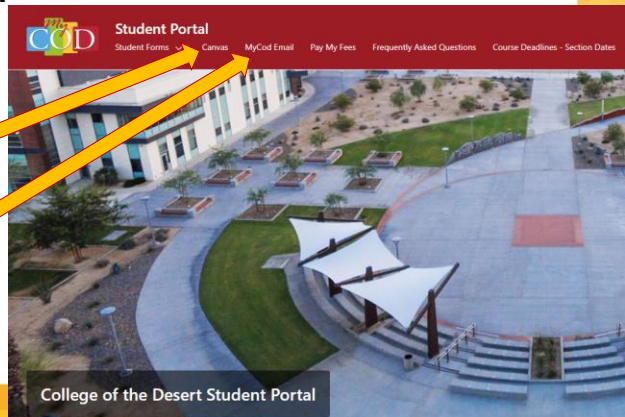 My
COD
Student Portal
Student Forms Canvas MyCod Email Pay My Fees Frequently Asked Questions Course Deadlines - Section Dates
College of the Desert Student Portal